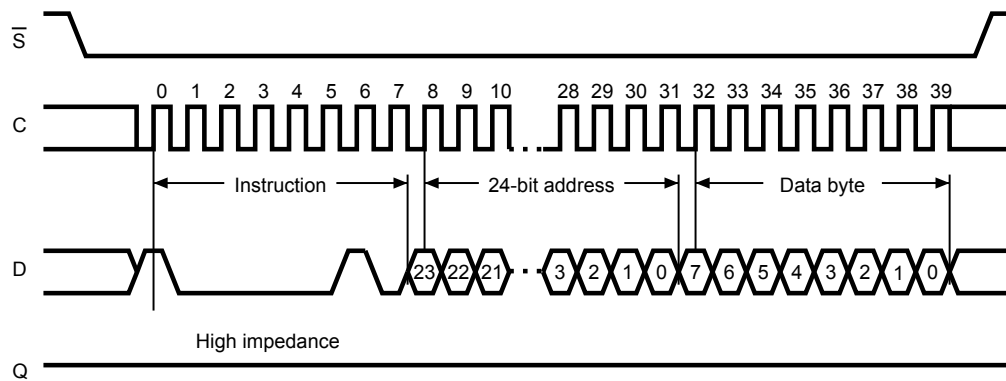 S
0 1 2 3 4 5 6 7 8 9 10 28 29 30 31 32 33 34 35 36 37 38 39
C
Instruction 24-bit address Data byte
D 23 22 21 3 2 1 0 7 6 5 4 3 2 1 0
High impedance
Q